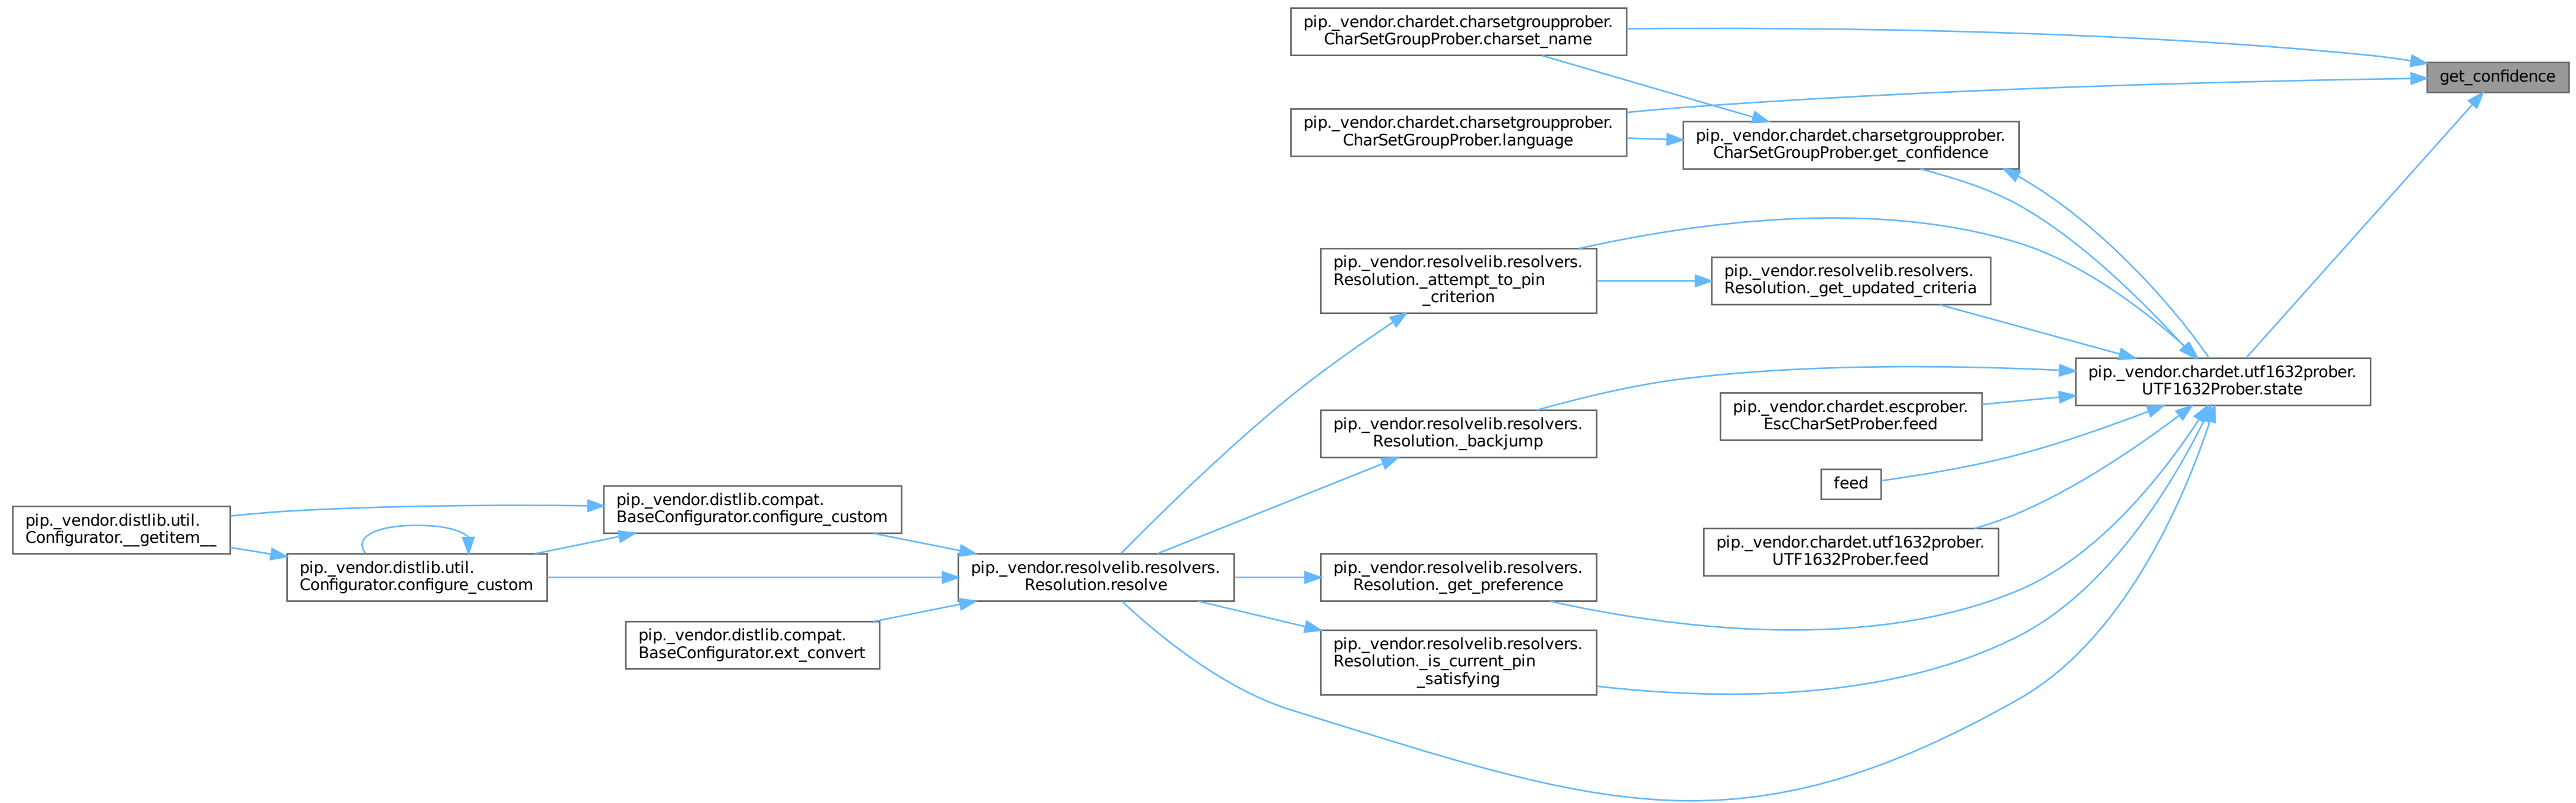 pip._vendor.chardet.charsetgroupprober.
CharSetGroupProber.charset_name
get_confidence
pip._vendor.chardet.charsetgroupprober.
CharSetGroupProber.language
pip._vendor.chardet.charsetgroupprober.
CharSetGroupProber.get_confidence
pip._vendor.resolvelib.resolvers.
Resolution._attempt_to_pin
_criterion
pip._vendor.resolvelib.resolvers.
Resolution._get_updated_criteria
pip._vendor.chardet.utf1632prober.
UTF1632Prober.state
pip._vendor.chardet.escprober.
EscCharSetProber.feed
pip._vendor.resolvelib.resolvers.
Resolution._backjump
feed
pip._vendor.distlib.compat.
BaseConfigurator.configure_custom
pip._vendor.distlib.util.
Configurator.__getitem__
pip._vendor.chardet.utf1632prober.
UTF1632Prober.feed
pip._vendor.distlib.util.
Configurator.configure_custom
pip._vendor.resolvelib.resolvers.
Resolution.resolve
pip._vendor.resolvelib.resolvers.
Resolution._get_preference
pip._vendor.distlib.compat.
BaseConfigurator.ext_convert
pip._vendor.resolvelib.resolvers.
Resolution._is_current_pin
_satisfying